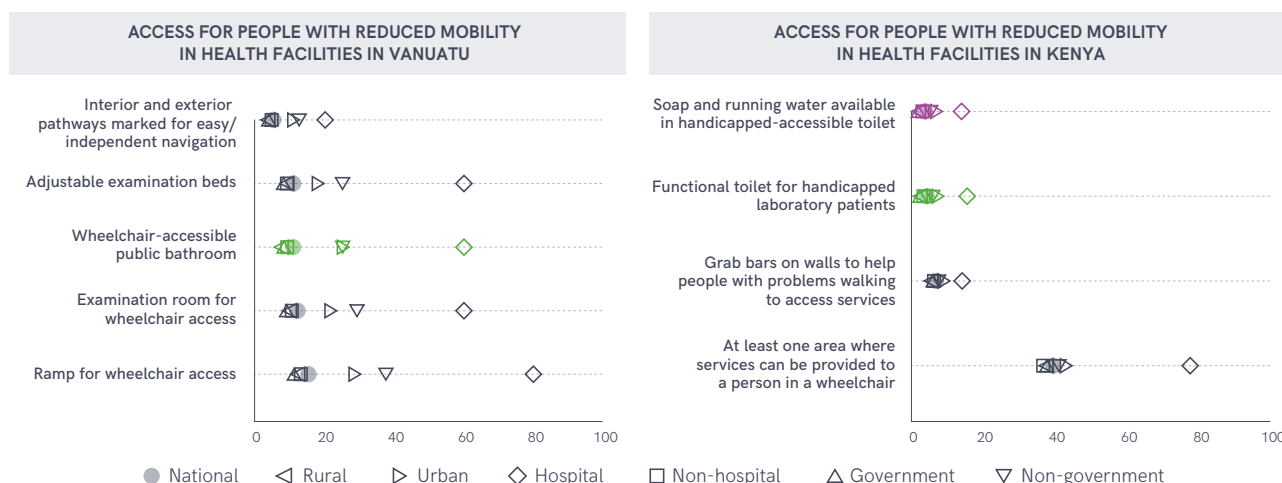 ACCESS FOR PEOPLE WITH REDUCED MOBILITY
IN HEALTH FACILITIES IN VANUATU
Interior and exterior
pathways marked for easy/
independent navigation
Adjustable examination beds
Wheelchair-accessible
public bathroom
Examination room for
wheelchair access
Ramp for wheelchair access
0 20 40 60 80 100
ACCESS FOR PEOPLE WITH REDUCED MOBILITY
IN HEALTH FACILITIES IN KENYA
Soap and running water available
in handicapped-accessible toilet
Functional toilet for handicapped
laboratory patients
Grab bars on walls to help
people with problems walking
to access services
At least one area where
services can be provided to
a person in a wheelchair
0 20 40 60 80 100
National Rural Urban Hospital Non-hospital Government Non-government